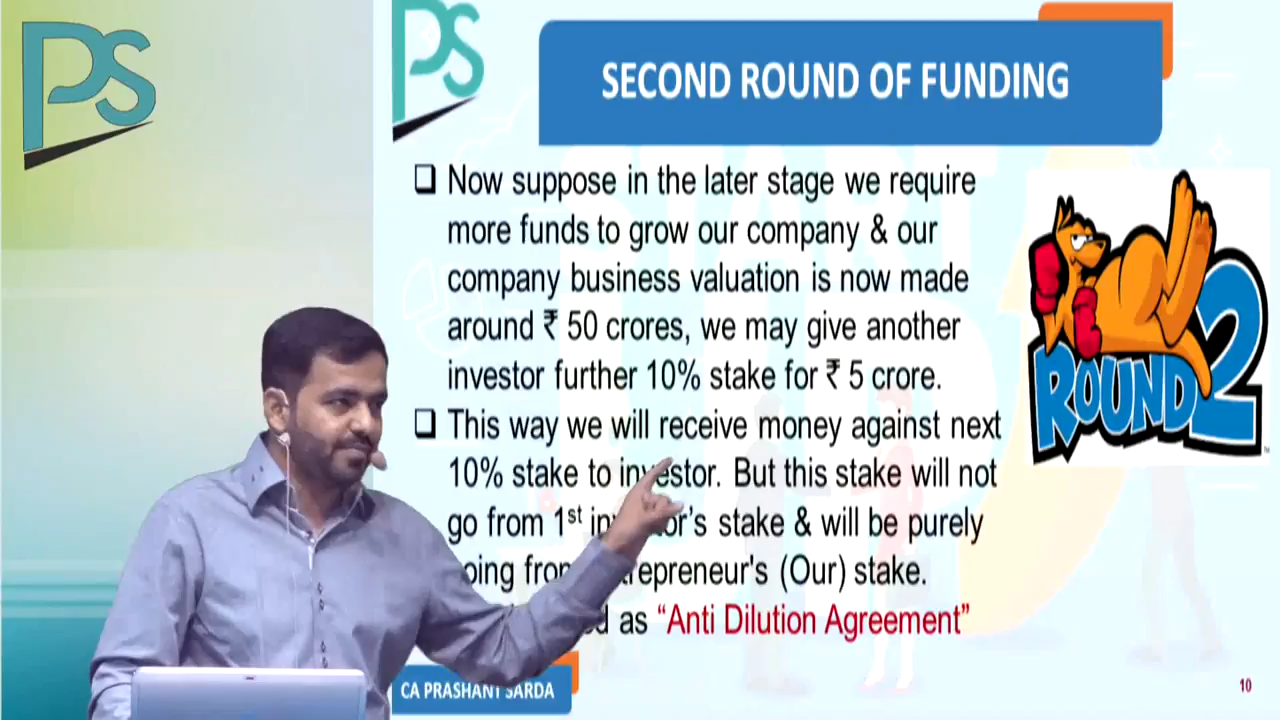 PS
PS
SECOND ROUND OF FUNDING
❑ Now suppose in the later stage we require
more funds to grow our company & our
company business valuation is now made
around ₹ 50 crores, we may give another
investor further 10% stake for ₹ 5 crore.
❑ This way we will receive money against next
10% stake to investor. But this stake will not
go from 1st stake & will be purely
from (Our) stake.
as “Anti Dilution Agreement”
ROUND 2
CA PRASHANT SARDA
10